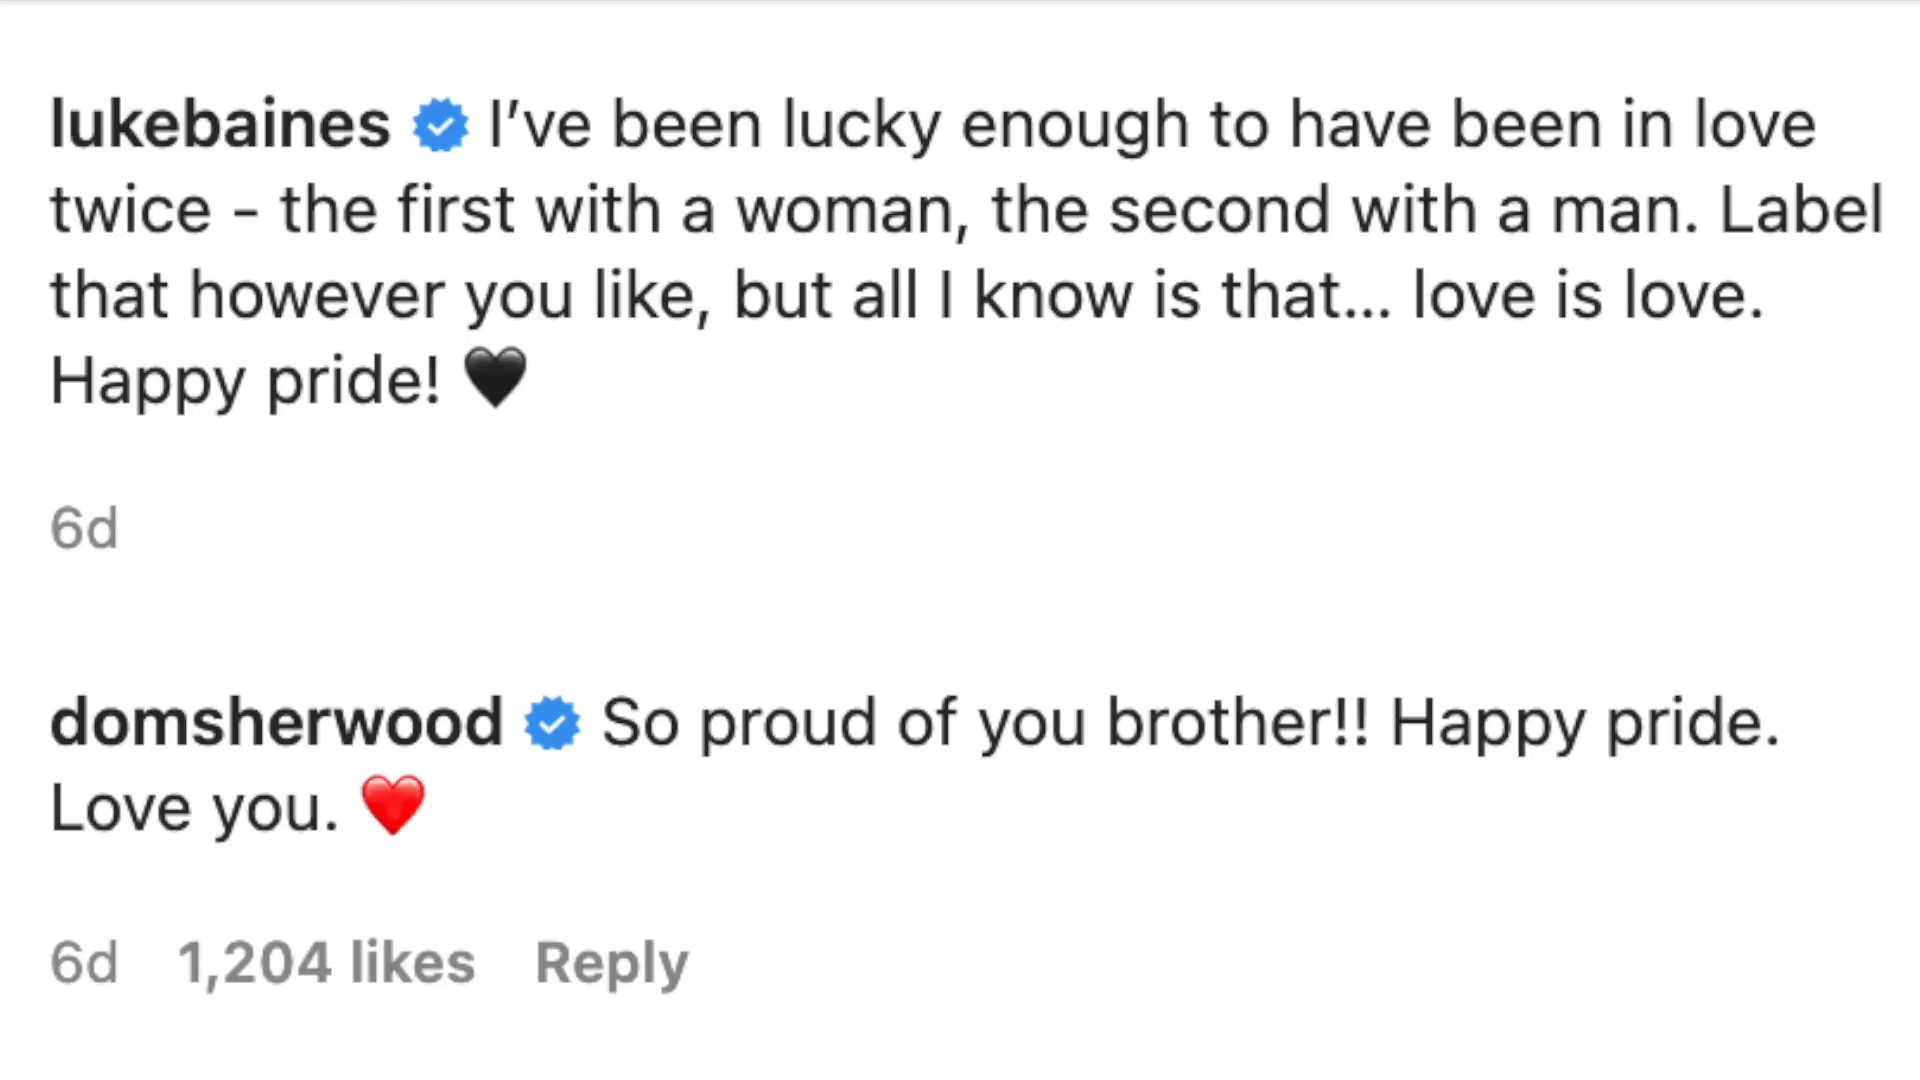 lukebaines I’ve been lucky enough to have been in love
twice - the first with a woman, the second with a man. Label
that however you like, but all I know is that... love is love.
Happy pride! 🖤
6d
domsherwood So proud of you brother!! Happy pride.
Love you. ❤️
6d 1,204 likes Reply